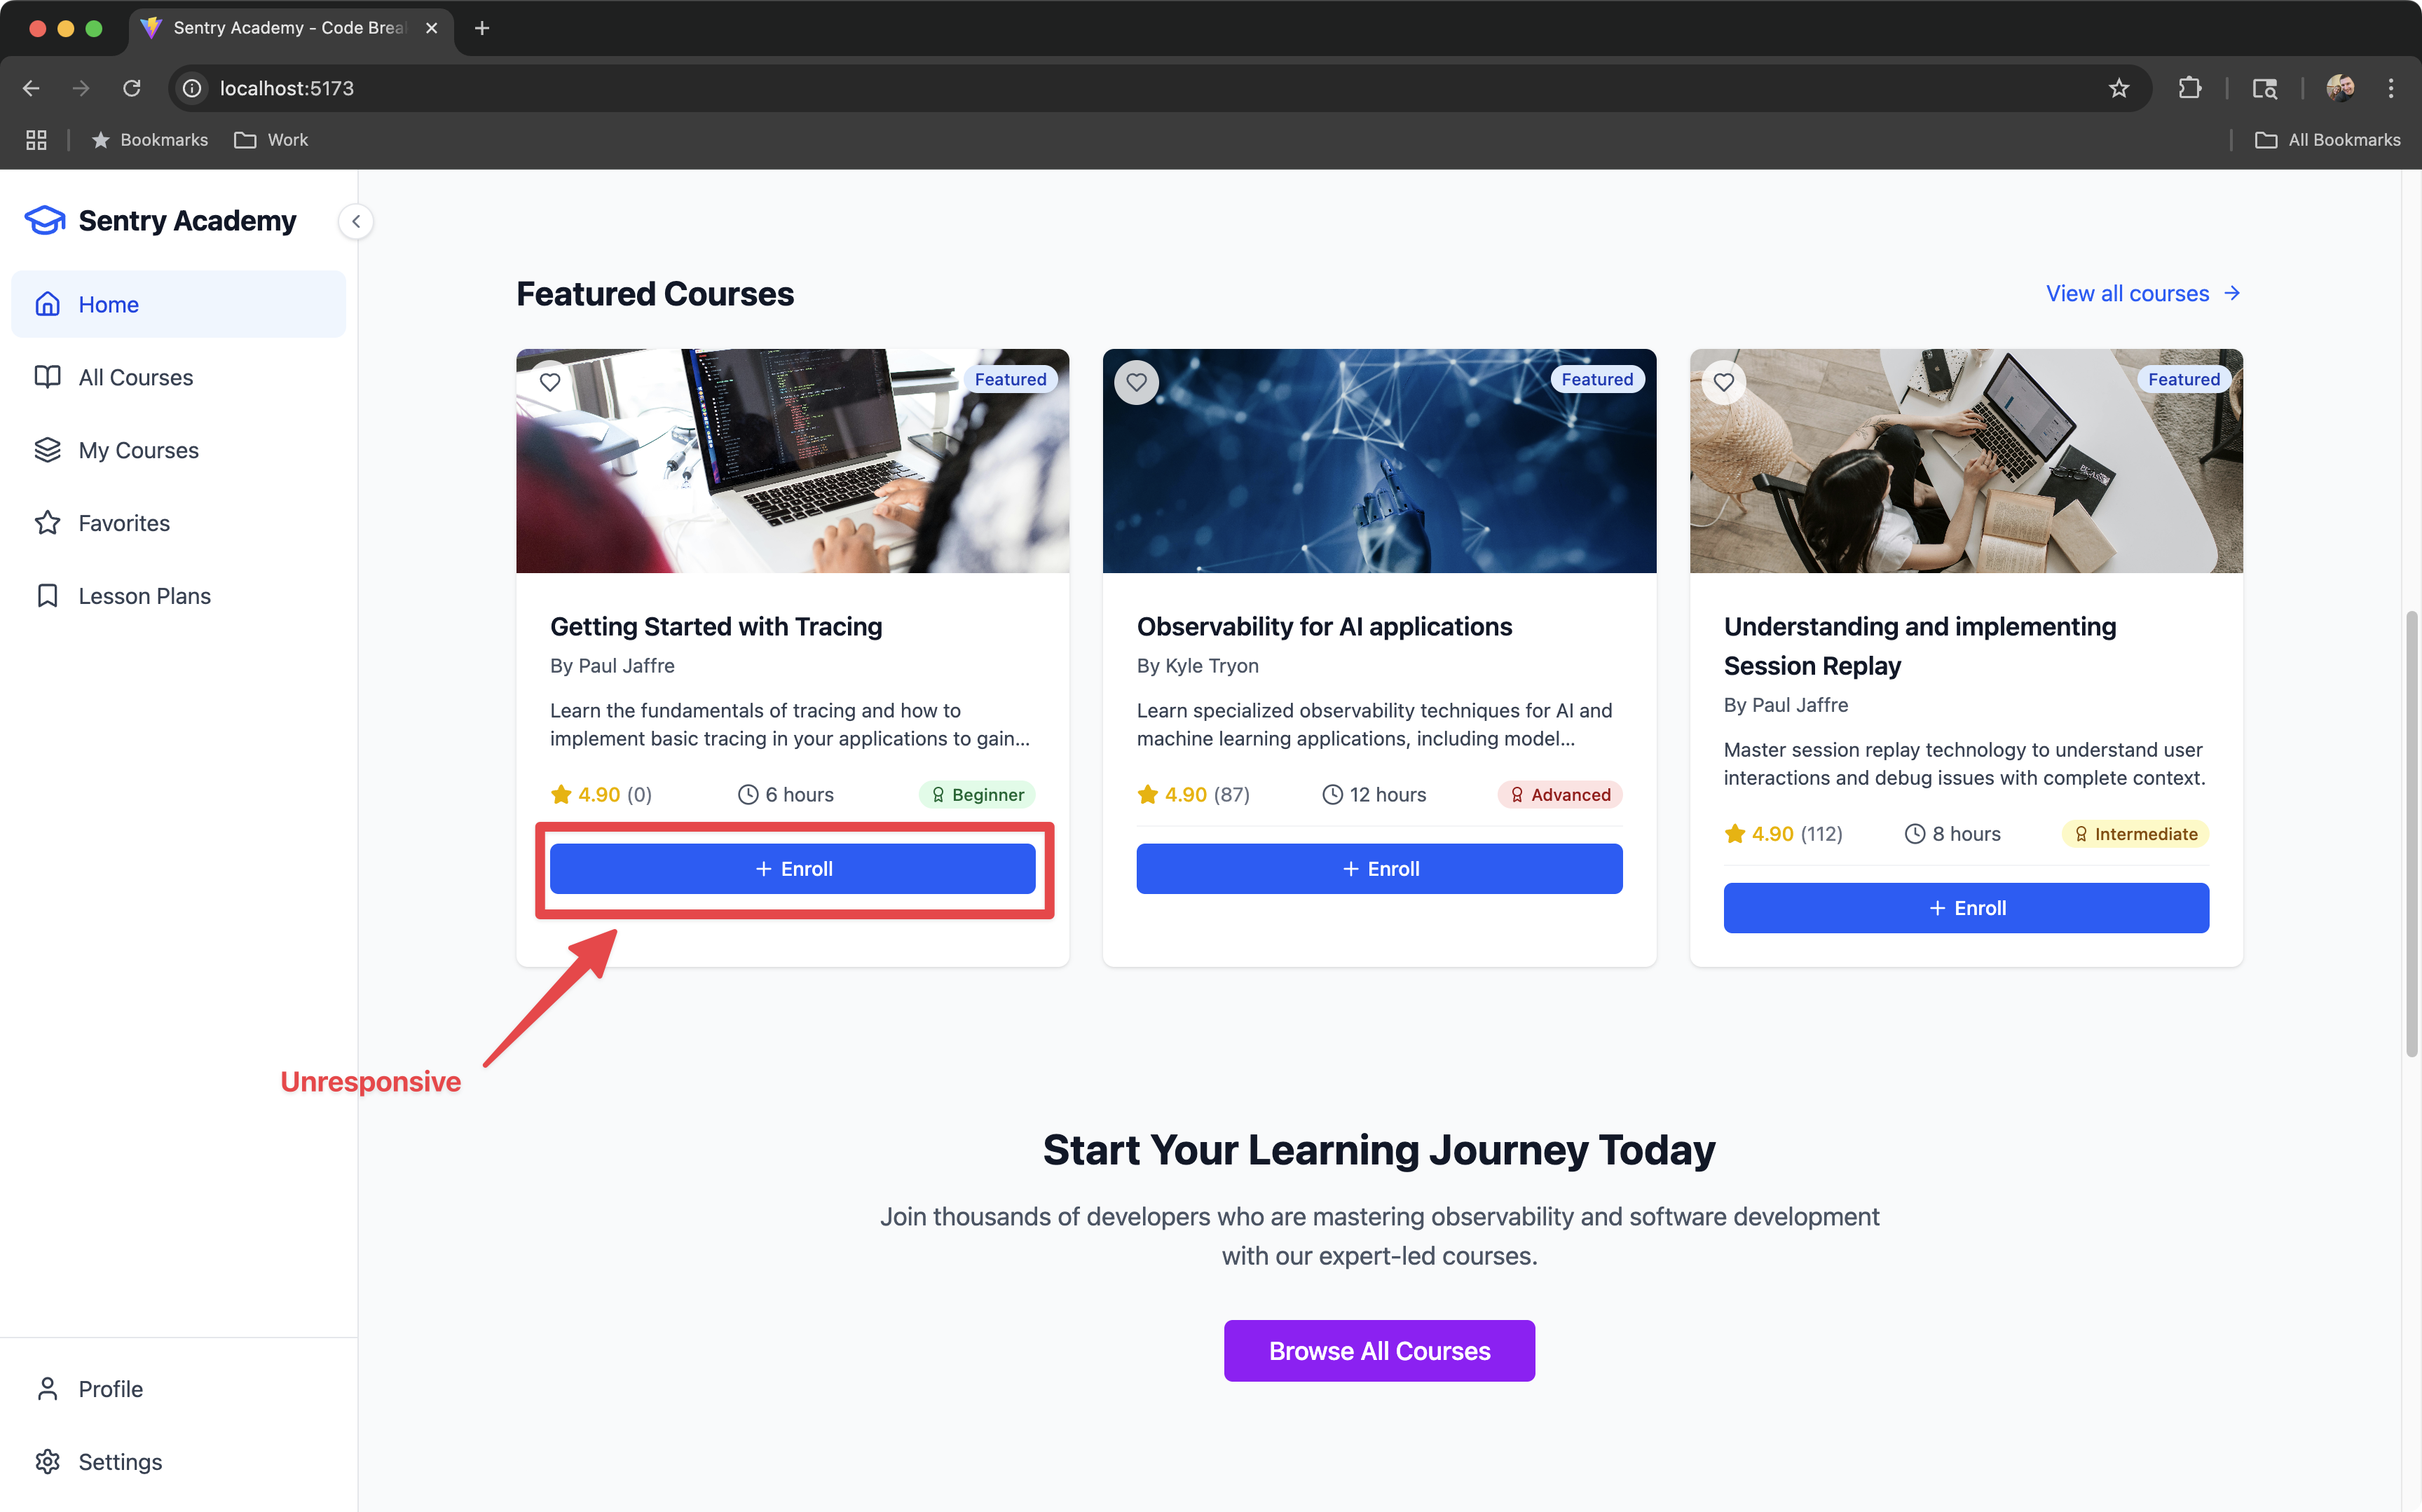 Sentry Academy - Code Brea
localhost:5173
Bookmarks
Work
All Bookmarks
Sentry Academy
Home
All Courses
My Courses
Favorites
Lesson Plans
Profile
Settings
Featured Courses
View all courses
Featured
Getting Started with Tracing
By Paul Jaffre
Learn the fundamentals of tracing and how to
implement basic tracing in your applications to gain...
4.90 (0)
6 hours
Beginner
+ Enroll
Unresponsive
Featured
Observability for AI applications
By Kyle Tryon
Learn specialized observability techniques for AI and
machine learning applications, including model...
4.90 (87)
12 hours
Advanced
+ Enroll
Featured
Understanding and implementing
Session Replay
By Paul Jaffre
Master session replay technology to understand user
interactions and debug issues with complete context.
4.90 (112)
8 hours
Intermediate
+ Enroll
Start Your Learning Journey Today
Join thousands of developers who are mastering observability and software development
with our expert-led courses.
Browse All Courses